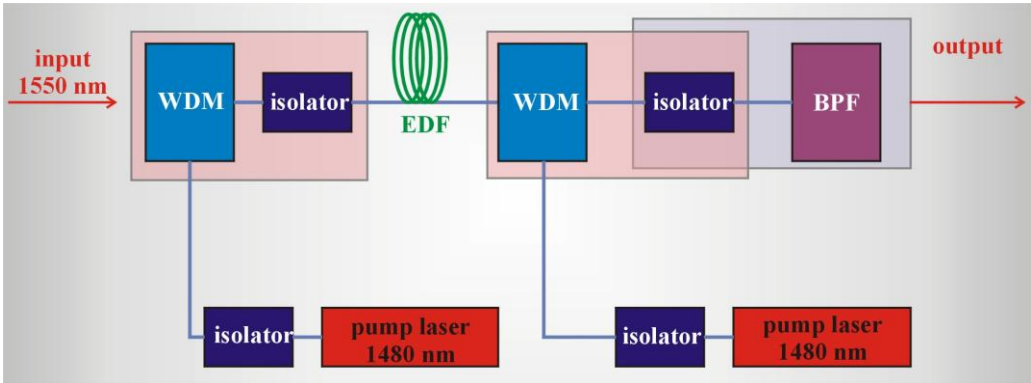 input
1550 nm
WDM
isolator
EDF
WDM
isolator
BPF
output
isolator
pump laser
1480 nm
isolator
pump laser
1480 nm